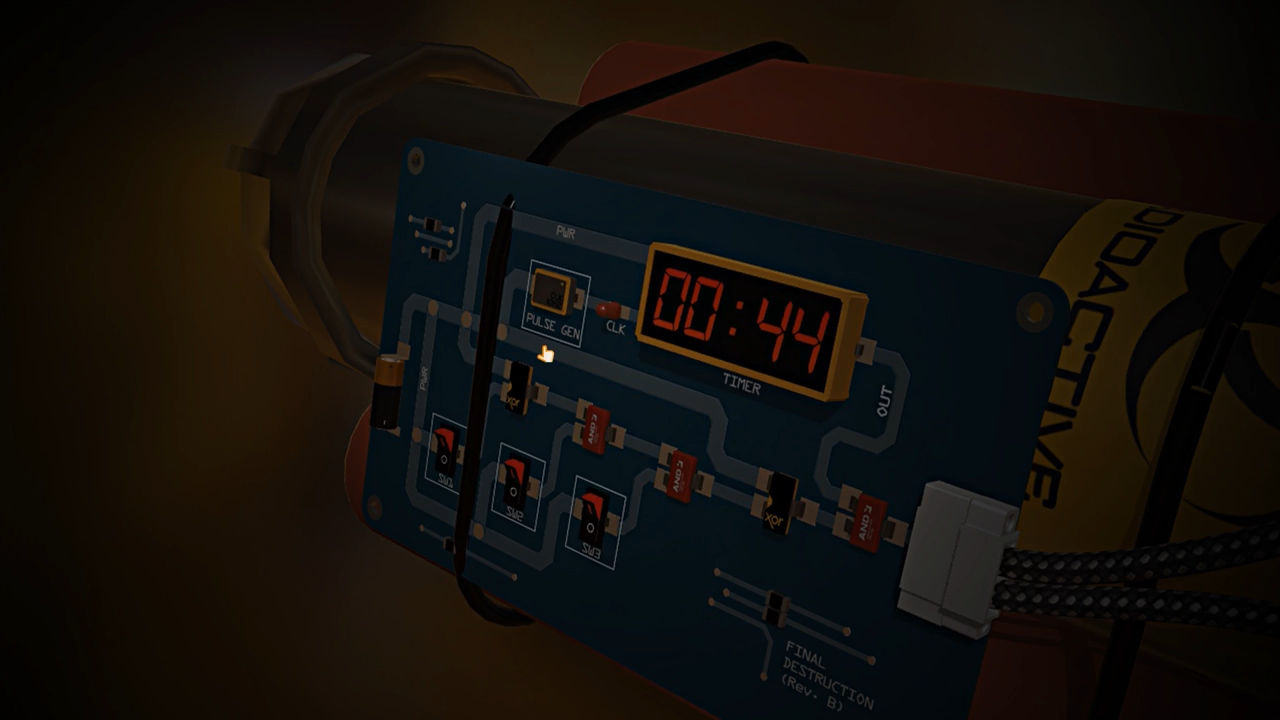 PWR
PULSE GEN
CLK
00:44
TIMER
OUT
PWR
XOR
AND
AND
XOR
AND
SW1
SW2
SW3
FINAL
DESTRUCTION
(Rev. B)
DIOACTIVE